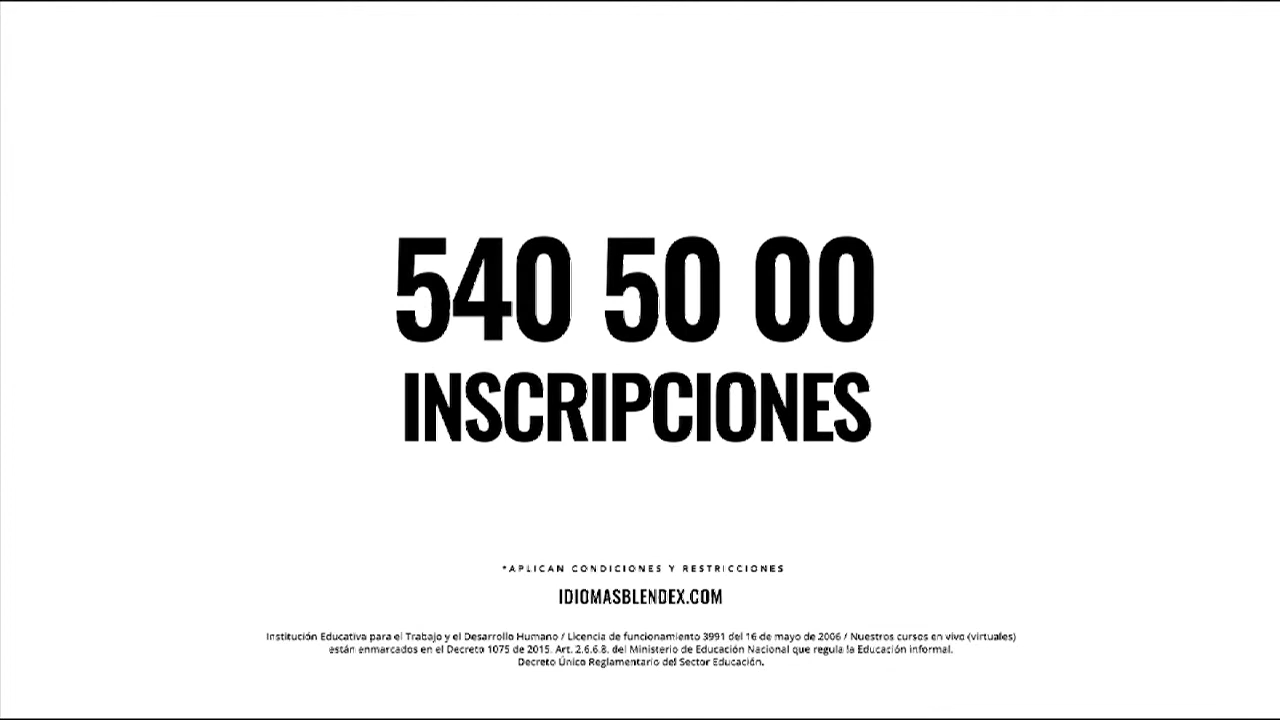 540 50 00
INSCRIPCIONES
*APLICAN CONDICIONES Y RESTRICCIONES
IDIOMASBLENDEX.COM
Institución Educativa para el Trabajo y el Desarrollo Humano / Licencia de funcionamiento 3991 del 16 de mayo de 2006 / Nuestros cursos en vivo (virtuales)
están enmarcados en el Decreto 1075 de 2015. Art. 2.6.6.8. del Ministerio de Educación Nacional que regula la Educación informal.
Decreto Único Reglamentario del Sector Educación.